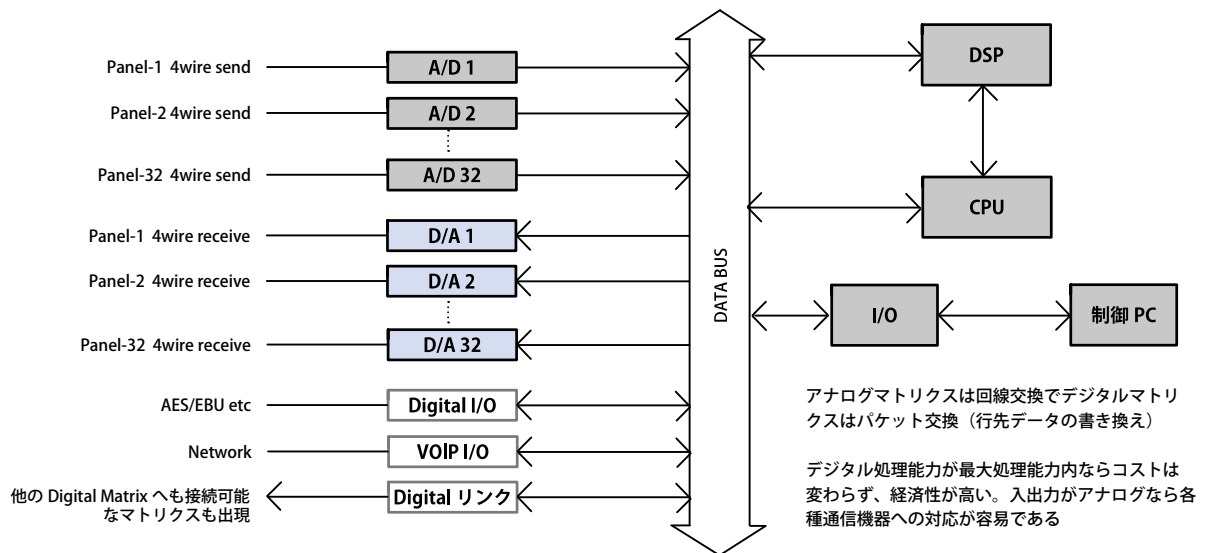 Panel-1 4wire send
A/D 1
Panel-2 4wire send
A/D 2
Panel-32 4wire send
A/D 32
Panel-1 4wire receive
D/A 1
Panel-2 4wire receive
D/A 2
Panel-32 4wire receive
D/A 32
AES/EBU etc
Digital I/O
Network
VOIP I/O
他の Digital Matrix へも接続可能
なマトリクスも出現
Digital リンク
DATA BUS
DSP
CPU
I/O
制御 PC
アナログマトリクスは回線交換でデジタルマトリ
クスはパケット交換（行先データの書き換え）
デジタル処理能力が最大処理能力内ならコストは
変わらず、経済性が高い。入出力がアナログなら各
種通信機器への対応が容易である